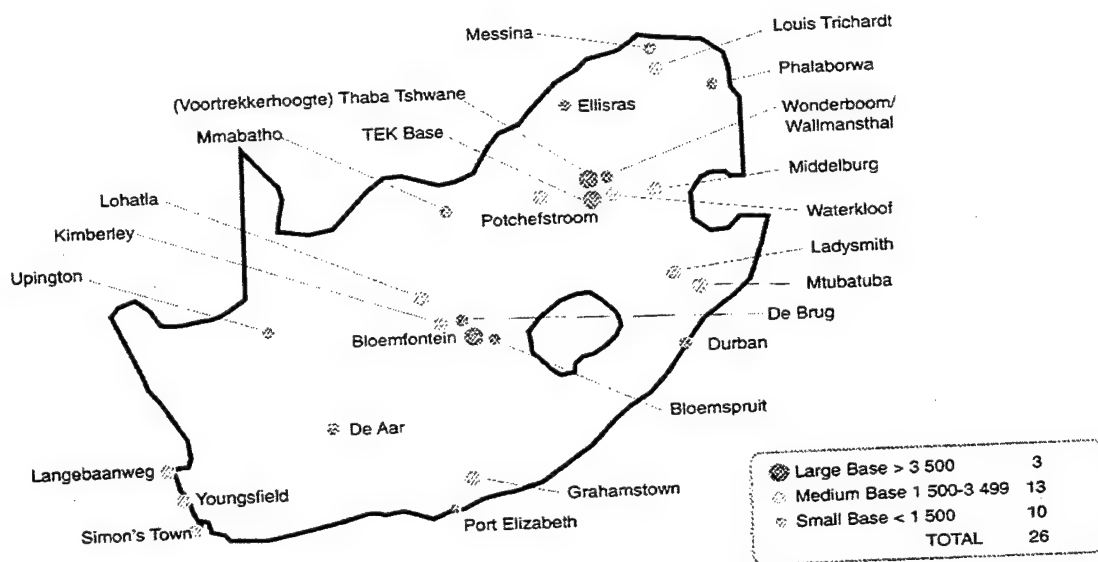 Messina
Louis Trichardt
Phalaborwa
(Voortrekkerhoogte) Thaba Tshwane
Ellisras
Wonderboom/
Wallmansthal
Mmabatho
TEK Base
Middelburg
Lohatla
Potchefstroom
Waterkloof
Kimberley
Ladysmith
Upington
Mtubatuba
De Brug
Bloemfontein
Durban
Bloemspruit
De Aar
Langebaanweg
Grahamstown
Youngsfield
Port Elizabeth
Simon's Town
Large Base > 3 500 3
Medium Base 1 500-3 499 13
Small Base < 1 500 10
TOTAL 26